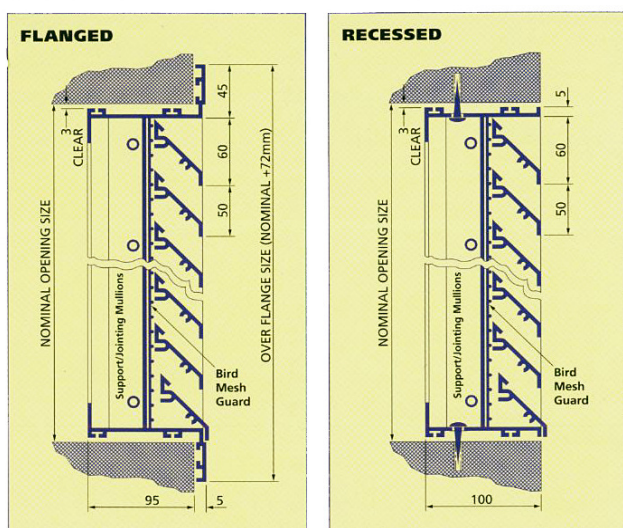 FLANGED
45
3
CLEAR
60
50
NOMINAL OPENING SIZE
Support/Jointing Mullions
OVER FLANGE SIZE (NOMINAL +72mm)
Bird
Mesh
Guard
95
5
RECESSED
5
3
CLEAR
60
50
NOMINAL OPENING SIZE
Support/Jointing Mullions
Bird
Mesh
Guard
100